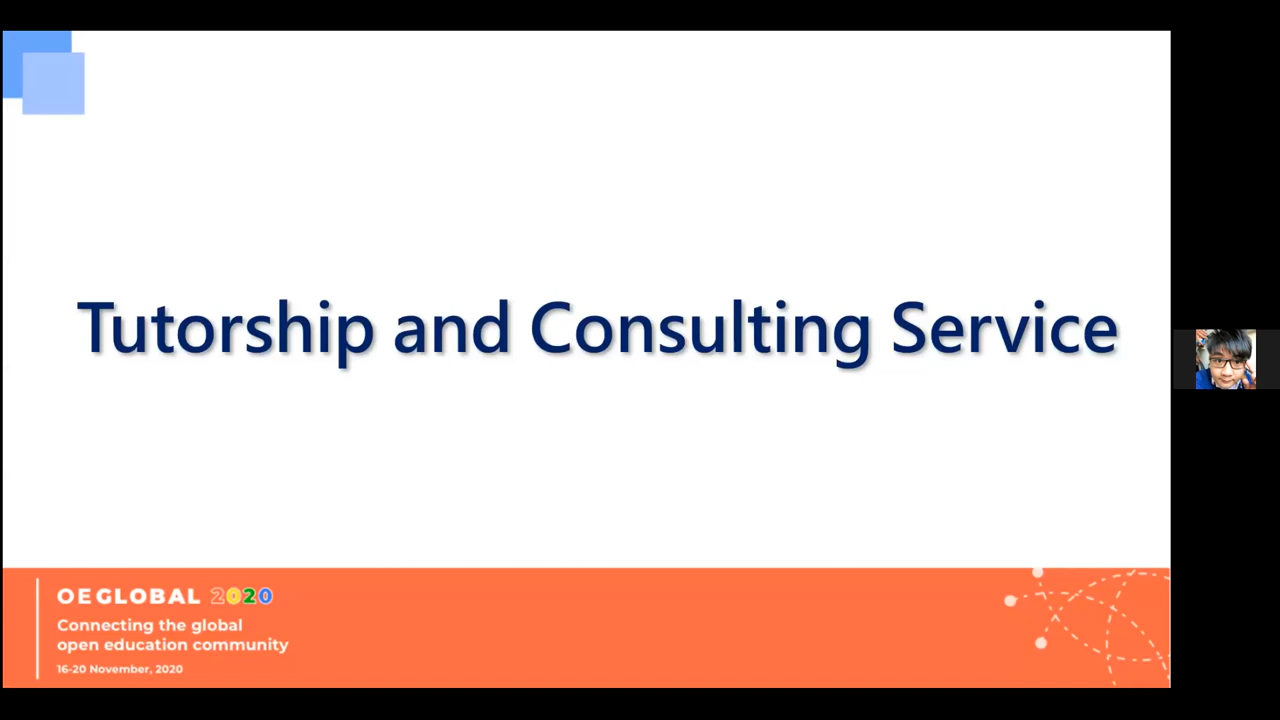 Tutorship and Consulting Service
OEGLOBAL 2020
Connecting the global
open education community
16-20 November, 2020